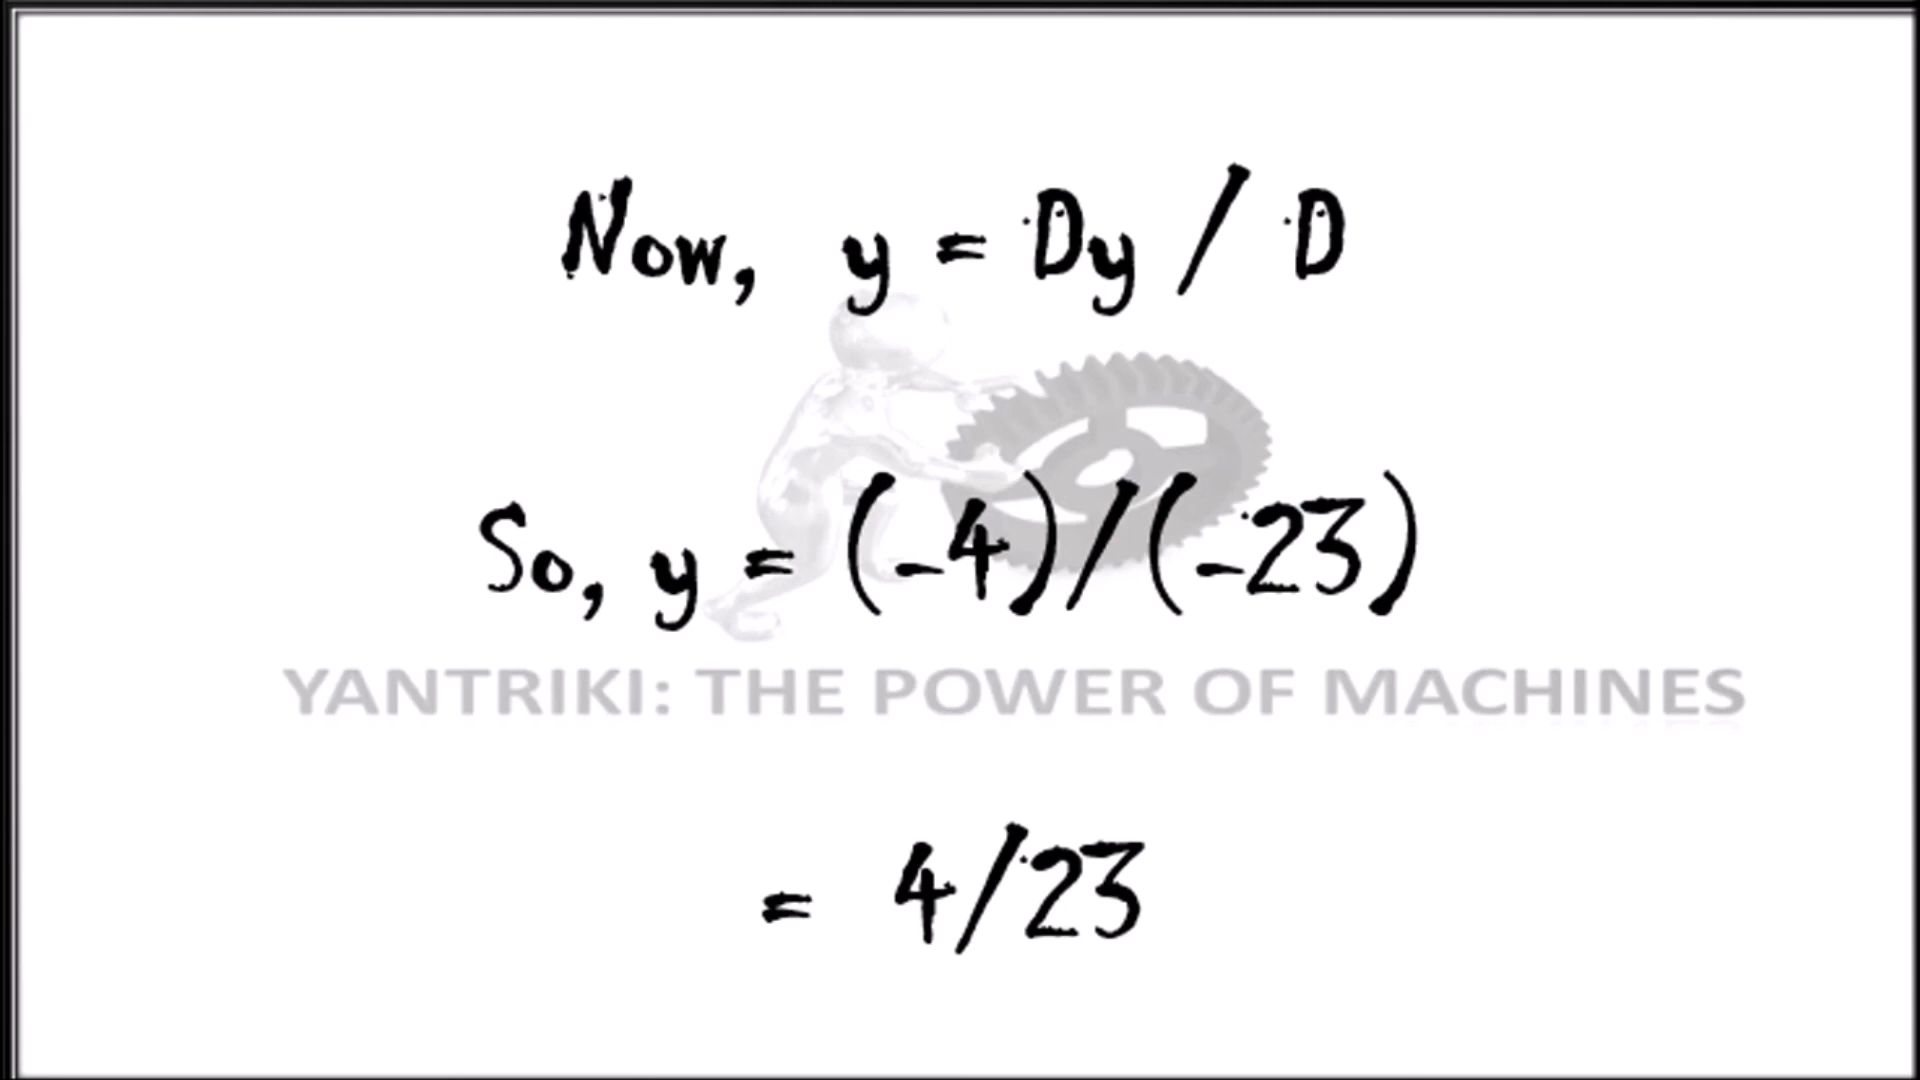 Now, y = Dy / D
So, y = (-4)/(-23)
YANTRIKI: THE POWER OF MACHINES
= 4/23